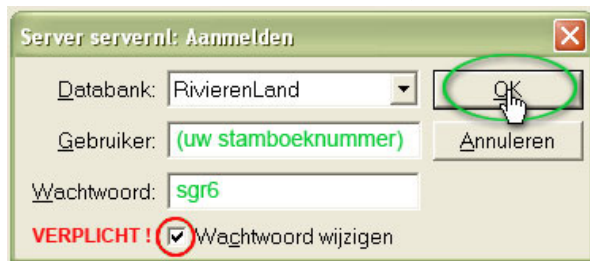 Server servernl: Aanmelden
Databank: RivierenLand OK
Gebruiker: (uw stamboeknummer) Annuleren
Wachtwoord: sgr6
VERPLICHT ! Wachtwoord wijzigen